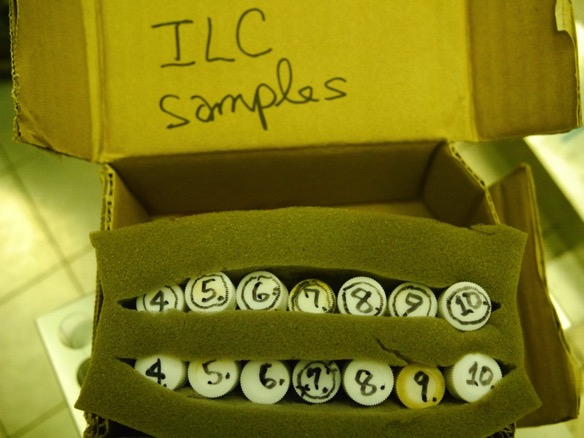 ILC
samples
4. 5. 6. 7. 8. 9 10.
4. 5. 6. 7. 8. 9. 10.